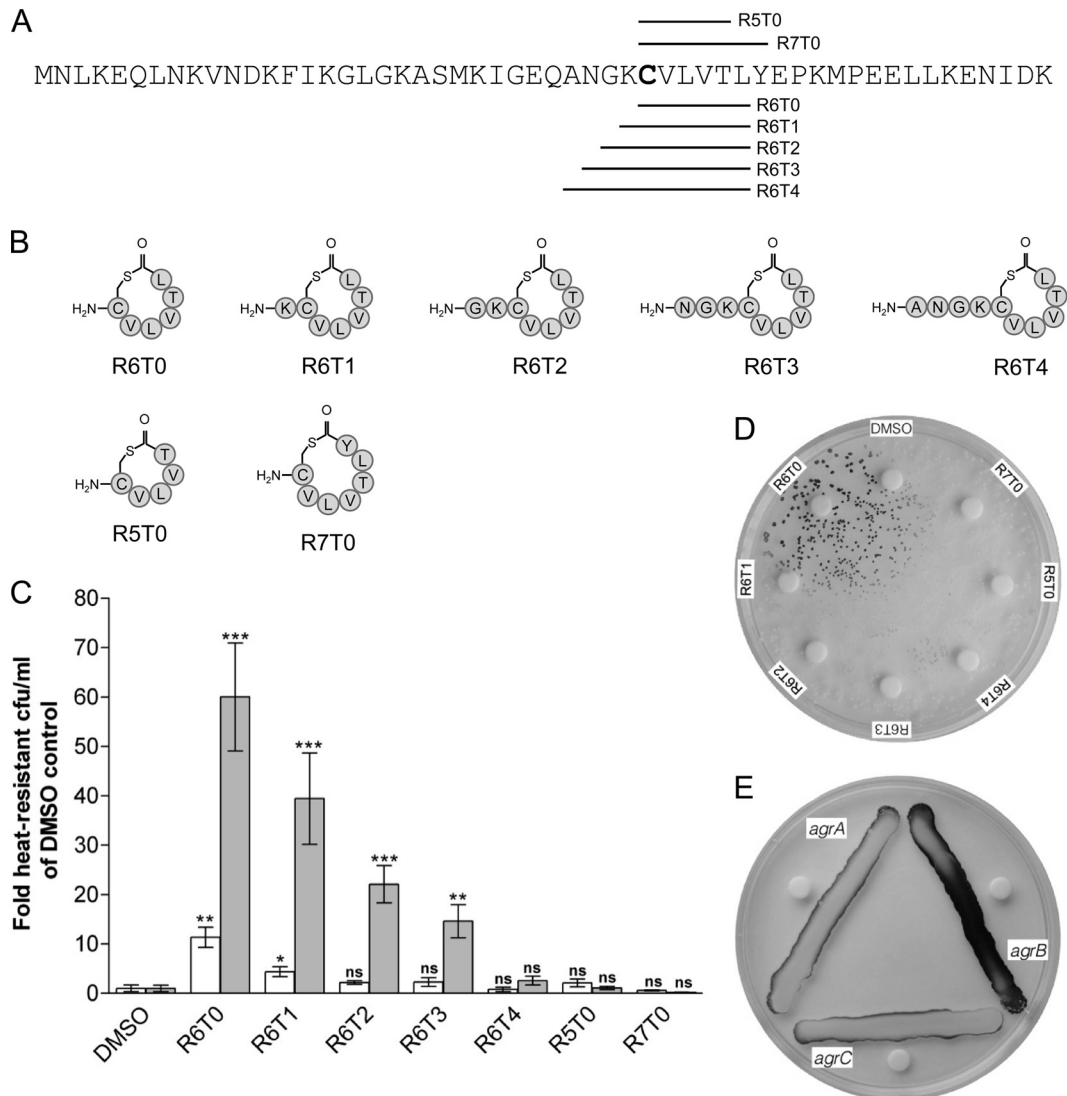 A
R5T0
R7T0
MNLKEQLNKVNDKFIKGLGKASMKIGEQANGKCVLVTLYEPKMPEELLKENIDK
R6T0
R6T1
R6T2
R6T3
R6T4
B
O
S
H₂N C V L V T L
R6T0
O
S
H₂N K C V L V T L
R6T1
O
S
H₂N G K C V L V T L
R6T2
O
S
H₂N N G K C V L V T L
R6T3
O
S
H₂N A N G K C V L V T L
R6T4
O
S
H₂N C V L V T
R5T0
O
S
H₂N C V L V T L Y
R7T0
C
Fold heat-resistant cfu/ml
of DMSO control
80
70
60
50
40
30
20
10
0
** ***
* ***
ns ***
ns **
ns ns
ns ns
ns ns
DMSO
R6T0
R6T1
R6T2
R6T3
R6T4
R5T0
R7T0
D
DMSO
R7T0
R5T0
R6T4
R6T3
R6T2
R6T1
R6T0
E
agrA
agrB
agrC